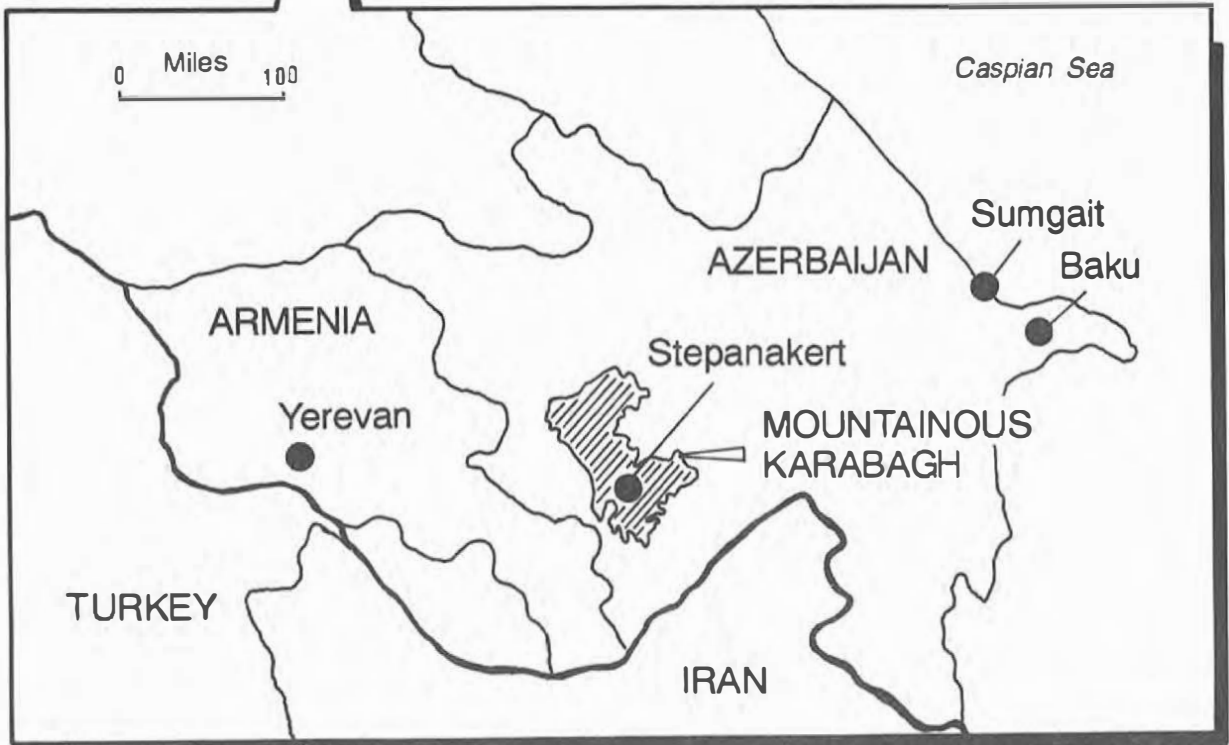 Miles
0 100
Caspian Sea
Sumgait
AZERBAIJAN
Baku
ARMENIA
Stepanakert
Yerevan
MOUNTAINOUS
KARABAGH
TURKEY
IRAN